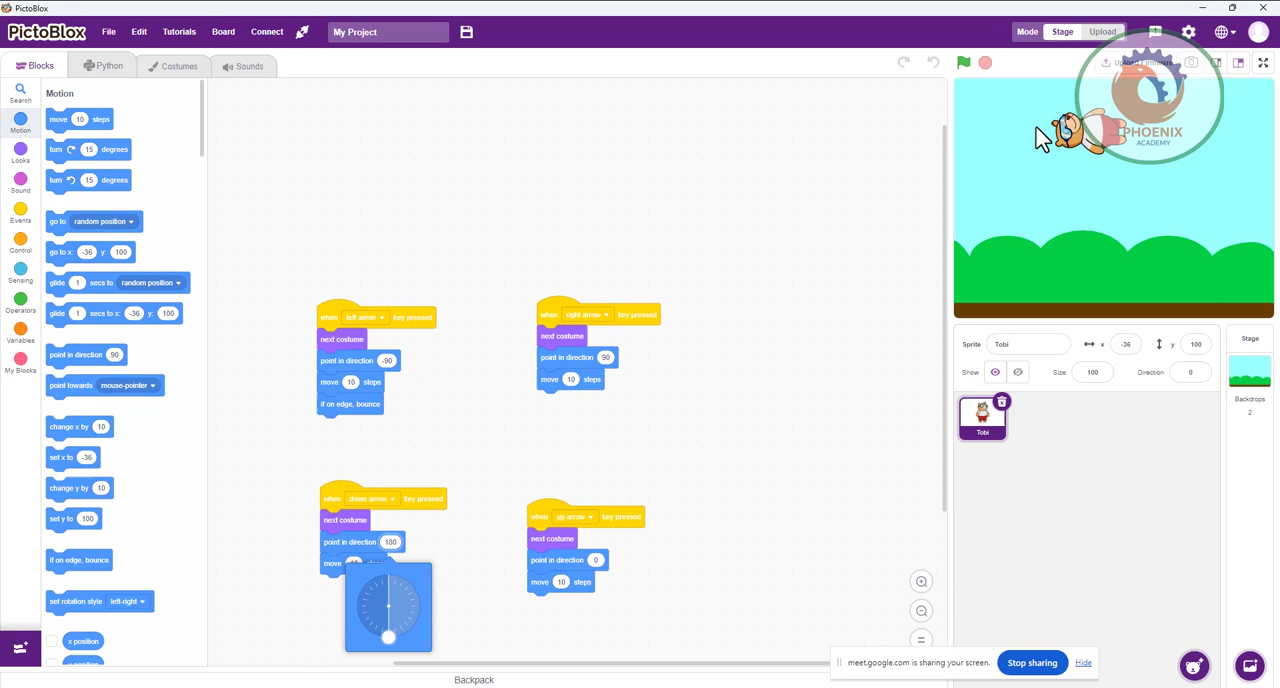 PictoBlox
PictoBlox File Edit Tutorials Board Connect My Project Mode Stage Upload
Blocks Python Costumes Sounds
Upload Firmware
Search
Motion
Looks
Sound
Events
Control
Sensing
Operators
Variables
My Blocks
Motion
move 10 steps
turn 15 degrees
turn 15 degrees
go to random position
go to x: -36 y: 100
glide 1 secs to random position
glide 1 secs to x: -36 y: 100
point in direction 90
point towards mouse-pointer
change x by 10
set x to -36
change y by 10
set y to 100
if on edge, bounce
set rotation style left-right
x position
when left arrow key pressed
next costume
point in direction -90
move 10 steps
if on edge, bounce
when right arrow key pressed
next costume
point in direction 90
move 10 steps
when down arrow key pressed
next costume
point in direction 180
move
when up arrow key pressed
next costume
point in direction 0
move 10 steps
PHOENIX
ACADEMY
Sprite Tobi x -36 y 100
Show Size 100 Direction 0
Tobi
Stage
Backdrops
2
meet.google.com is sharing your screen. Stop sharing Hide
Backpack